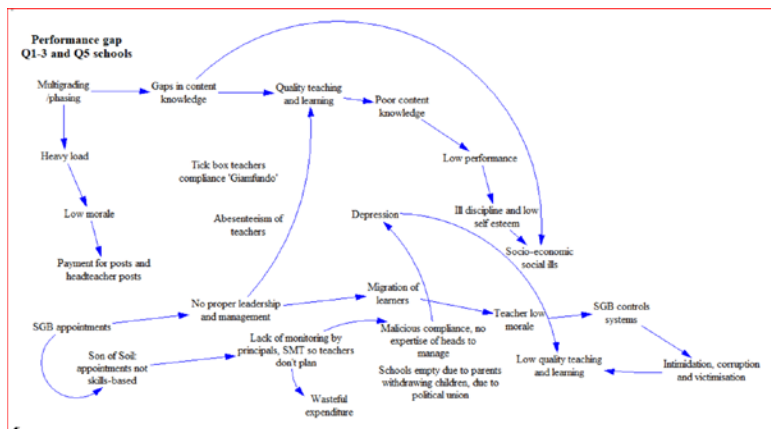 Performance gap
Q1-3 and Q5 schools
Multigrading
/phasing
Gaps in content
knowledge
Quality teaching
and learning
Poor content
knowledge
Heavy load
Low performance
Tick box teachers
compliance 'Giamfundo'
Low morale
Abesenteerism of
teachers
Depression
Ill discipline and low
self esteem
Payment for posts and
headteacher posts
Socio-economic
social ills
No proper leadership
and management
Migration of
learners
SGB appointments
Teacher low
morale
SGB controls
systems
Son of Soil:
appointments not
skills-based
Lack of monitoring by
principals, SMT so teachers
don't plan
Malicious compliance, no
expertise of heads to
manage
Low quality teaching
and learning
Intimidation, corruption
and victimisation
Schools empty due to parents
withdrawing children, due to
political union
Wasteful
expenditure